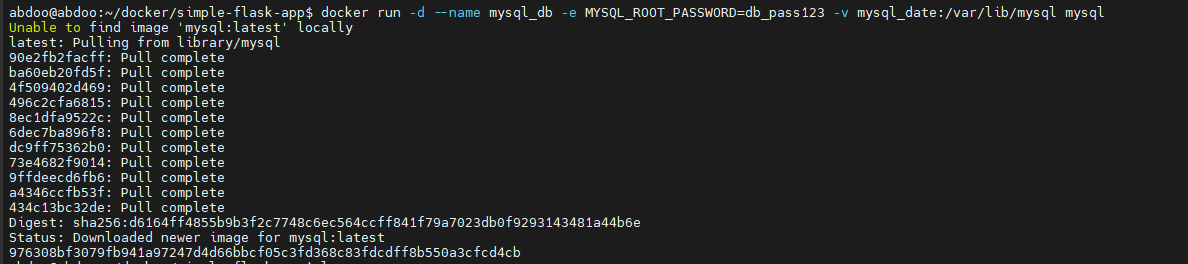 abdoo@abdoo:~/docker/simple-flask-app$ docker run -d --name mysql_db -e MYSQL_ROOT_PASSWORD=db_pass123 -v mysql_date:/var/lib/mysql mysql
Unable to find image 'mysql:latest' locally
latest: Pulling from library/mysql
90e2fb2facff: Pull complete
ba60eb20fd5f: Pull complete
4f509402d469: Pull complete
496c2cfa6815: Pull complete
8ec1dfa9522c: Pull complete
6dec7ba896f8: Pull complete
dc9ff75362b0: Pull complete
73e4682f9014: Pull complete
9ffdeecd6fb6: Pull complete
a4346ccfb53f: Pull complete
434c13bc32de: Pull complete
Digest: sha256:d6164ff4855b9b3f2c7748c6ec564ccff841f79a7023db0f9293143481a44b6e
Status: Downloaded newer image for mysql:latest
976308bf3079fb941a97247d4d66bbcf05c3fd368c83fdcdff8b550a3cfcd4cb